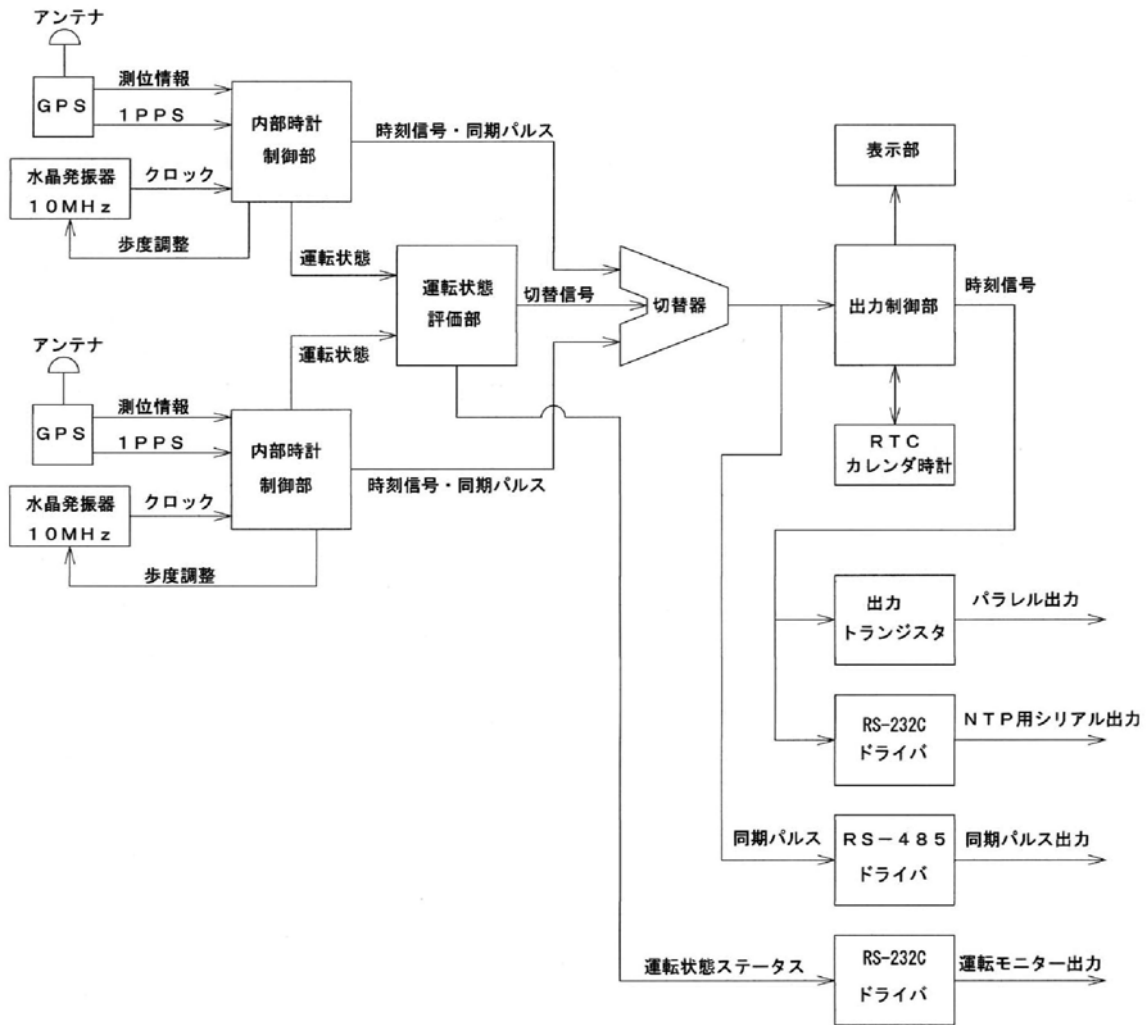 アンテナ
GPS
測位情報
1PPS
水晶発振器
10MHz
クロック
歩度調整
内部時計
制御部
時刻信号・同期パルス
運転状態
運転状態
評価部
切替信号
切替器
表示部
出力制御部
時刻信号
RTC
カレンダ時計
アンテナ
GPS
測位情報
1PPS
水晶発振器
10MHz
クロック
歩度調整
内部時計
制御部
運転状態
時刻信号・同期パルス
出力
トランジスタ
パラレル出力
RS-232C
ドライバ
NTP用シリアル出力
同期パルス
RS-485
ドライバ
同期パルス出力
運転状態ステータス
RS-232C
ドライバ
運転モニター出力